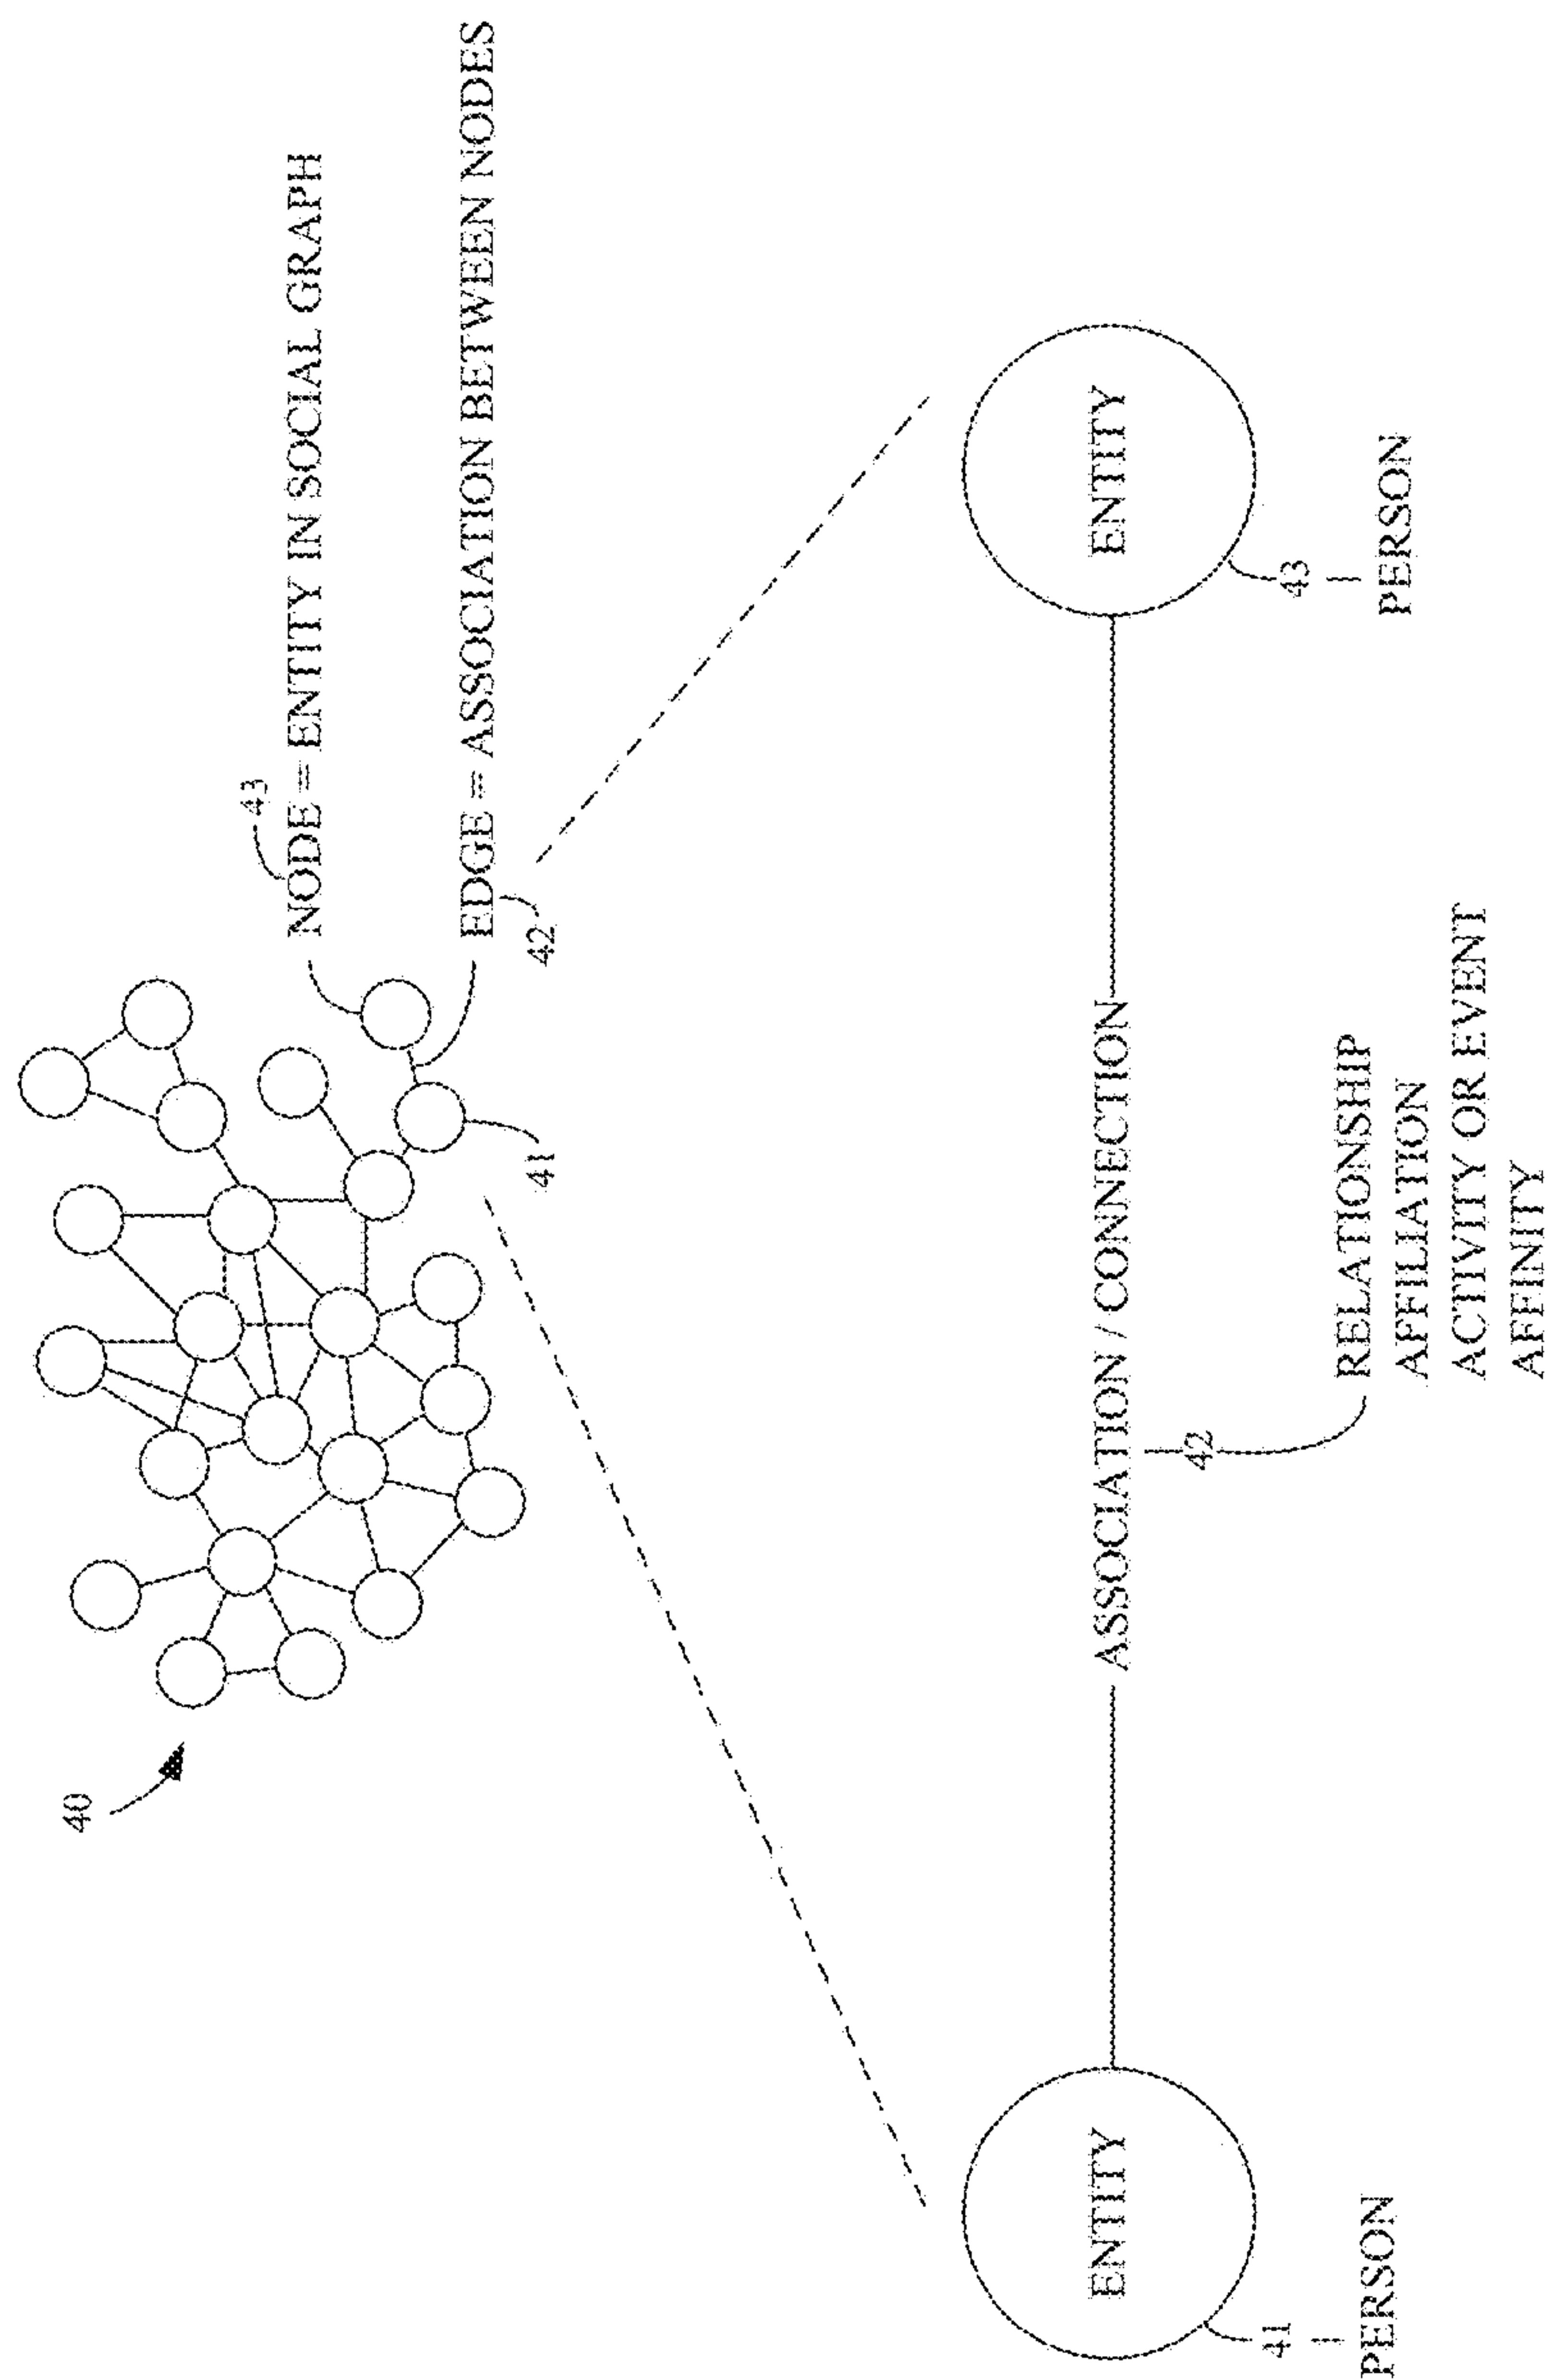 40
43
NODE = ENTITY IN SOCIAL GRAPH
EDGE = ASSOCIATION BETWEEN NODES
41
42
ENTITY
ASSOCIATION / CONNECTION
ENTITY
41
42
43
PERSON
RELATIONSHIP
AFFILIATION
ACTIVITY OR EVENT
AFFINITY
PERSON